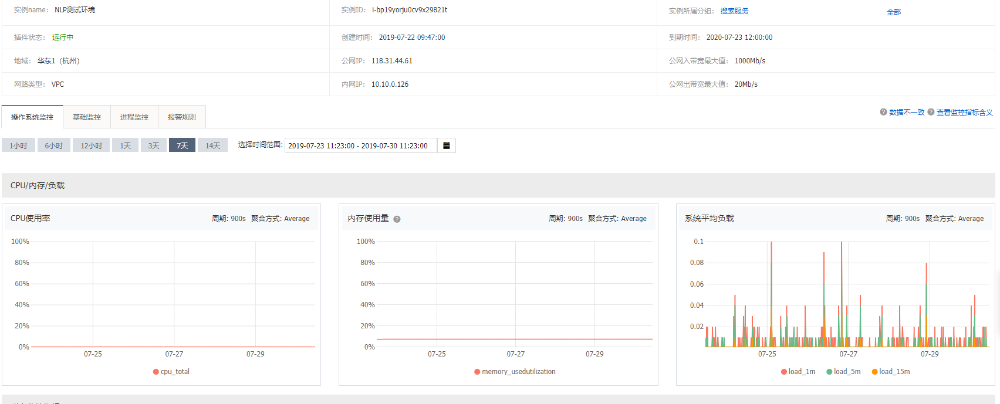 实例name： NLP测试环境 实例ID： i-bp19yorju0cv9x29821t 实例所属分组： 搜索服务 全部
插件状态： 运行中 创建时间： 2019-07-22 09:47:00 到期时间： 2020-07-23 12:00:00
地域： 华东1（杭州） 公网IP： 118.31.44.61 公网入带宽最大值： 1000Mb/s
网路类型： VPC 内网IP： 10.10.0.126 公网出带宽最大值： 20Mb/s
操作系统监控 基础监控 进程监控 报警规则 数据不一致 查看监控指标含义
1小时 6小时 12小时 1天 3天 7天 14天 选择时间范围: 2019-07-23 11:23:00 - 2019-07-30 11:23:00
CPU/内存/负载
CPU使用率 周期: 900s 聚合方式: Average
100%
80%
60%
40%
20%
0%
07-25 07-27 07-29
cpu_total
内存使用量 周期: 900s 聚合方式: Average
100%
80%
60%
40%
20%
0%
07-25 07-27 07-29
memory_usedutilization
系统平均负载 周期: 900s 聚合方式: Average
0.1
0.08
0.06
0.04
0.02
07-25 07-27 07-29
load_1m load_5m load_15m